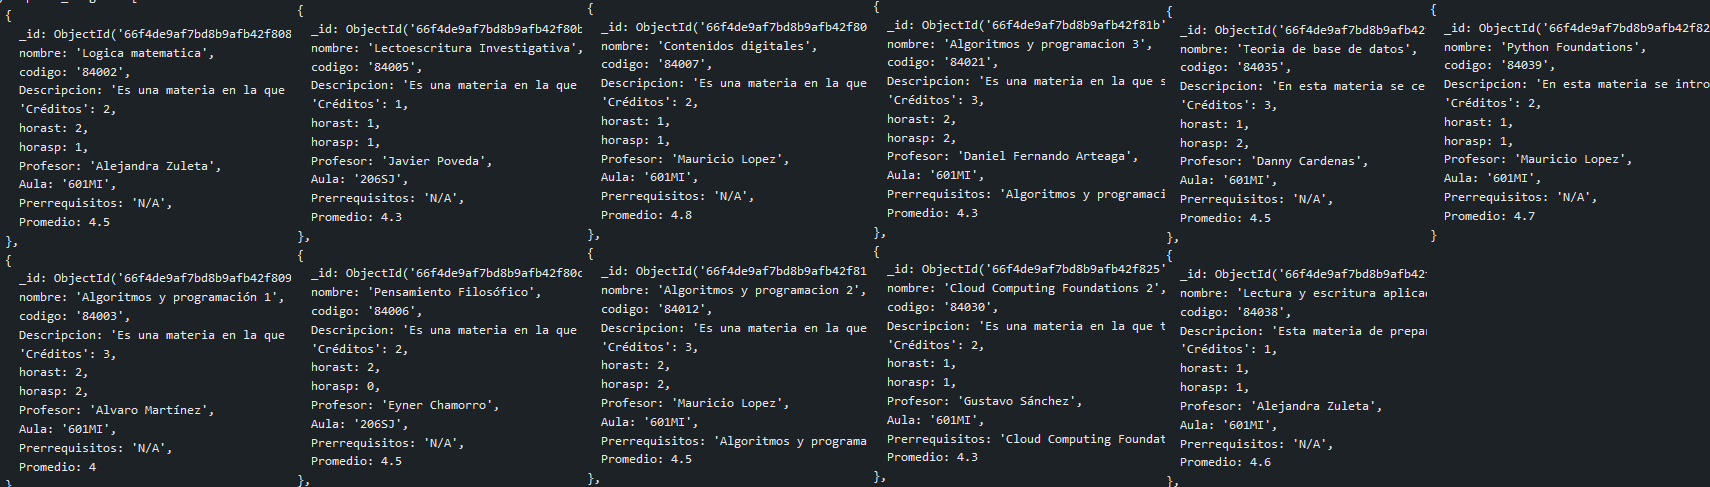 {
_id: ObjectId('66f4de9af7bd8b9afb42f808
nombre: 'Logica matematica',
codigo: '84002',
Descripcion: 'Es una materia en la que
'Créditos': 2,
horast: 2,
horasp: 1,
Profesor: 'Alejandra Zuleta',
Aula: '601MI',
Prerrequisitos: 'N/A',
Promedio: 4.5
},
{
_id: ObjectId('66f4de9af7bd8b9afb42f809
nombre: 'Algoritmos y programación 1',
codigo: '84003',
Descripcion: 'Es una materia en la que
'Créditos': 3,
horast: 2,
horasp: 2,
Profesor: 'Alvaro Martínez',
Aula: '601MI',
Prerrequisitos: 'N/A',
Promedio: 4
},
{
_id: ObjectId('66f4de9af7bd8b9afb42f80b
nombre: 'Lectoescritura Investigativa',
codigo: '84005',
Descripcion: 'Es una materia en la que
'Créditos': 1,
horast: 1,
horasp: 1,
Profesor: 'Javier Poveda',
Aula: '206SJ',
Prerrequisitos: 'N/A',
Promedio: 4.3
},
{
_id: ObjectId('66f4de9af7bd8b9afb42f80c
nombre: 'Pensamiento Filosófico',
codigo: '84006',
Descripcion: 'Es una materia en la que
'Créditos': 2,
horast: 2,
horasp: 0,
Profesor: 'Eyner Chamorro',
Aula: '206SJ',
Prerrequisitos: 'N/A',
Promedio: 4.5
},
{
_id: ObjectId('66f4de9af7bd8b9afb42f80
nombre: 'Contenidos digitales',
codigo: '84007',
Descripcion: 'Es una materia en la que
'Créditos': 2,
horast: 1,
horasp: 1,
Profesor: 'Mauricio Lopez',
Aula: '601MI',
Prerrequisitos: 'N/A',
Promedio: 4.8
},
{
_id: ObjectId('66f4de9af7bd8b9afb42f81
nombre: 'Algoritmos y programacion 2',
codigo: '84012',
Descripcion: 'Es una materia en la que
'Créditos': 3,
horast: 2,
horasp: 2,
Profesor: 'Mauricio Lopez',
Aula: '601MI',
Prerrequisitos: 'Algoritmos y programa
Promedio: 4.5
},
{
_id: ObjectId('66f4de9af7bd8b9afb42f81b'
nombre: 'Algoritmos y programacion 3',
codigo: '84021',
Descripcion: 'Es una materia en la que s
'Créditos': 3,
horast: 2,
horasp: 2,
Profesor: 'Daniel Fernando Arteaga',
Aula: '601MI',
Prerrequisitos: 'Algoritmos y programaci
Promedio: 4.3
},
{
_id: ObjectId('66f4de9af7bd8b9afb42f825'
nombre: 'Cloud Computing Foundations 2',
codigo: '84030',
Descripcion: 'Es una materia en la que t
'Créditos': 2,
horast: 1,
horasp: 1,
Profesor: 'Gustavo Sánchez',
Aula: '601MI',
Prerrequisitos: 'Cloud Computing Foundat
Promedio: 4.3
},
{
_id: ObjectId('66f4de9af7bd8b9afb42
nombre: 'Teoria de base de datos',
codigo: '84035',
Descripcion: 'En esta materia se ce
'Créditos': 3,
horast: 1,
horasp: 2,
Profesor: 'Danny Cardenas',
Aula: '601MI',
Prerrequisitos: 'N/A',
Promedio: 4.5
},
{
_id: ObjectId('66f4de9af7bd8b9afb42
nombre: 'Lectura y escritura aplica
codigo: '84038',
Descripcion: 'Esta materia de prepar
'Créditos': 1,
horast: 1,
horasp: 1,
Profesor: 'Alejandra Zuleta',
Aula: '601MI',
Prerrequisitos: 'N/A',
Promedio: 4.6
},
{
_id: ObjectId('66f4de9af7bd8b9afb42f82
nombre: 'Python Foundations',
codigo: '84039',
Descripcion: 'En esta materia se intro
'Créditos': 2,
horast: 1,
horasp: 1,
Profesor: 'Mauricio Lopez',
Aula: '601MI',
Prerrequisitos: 'N/A',
Promedio: 4.7
}